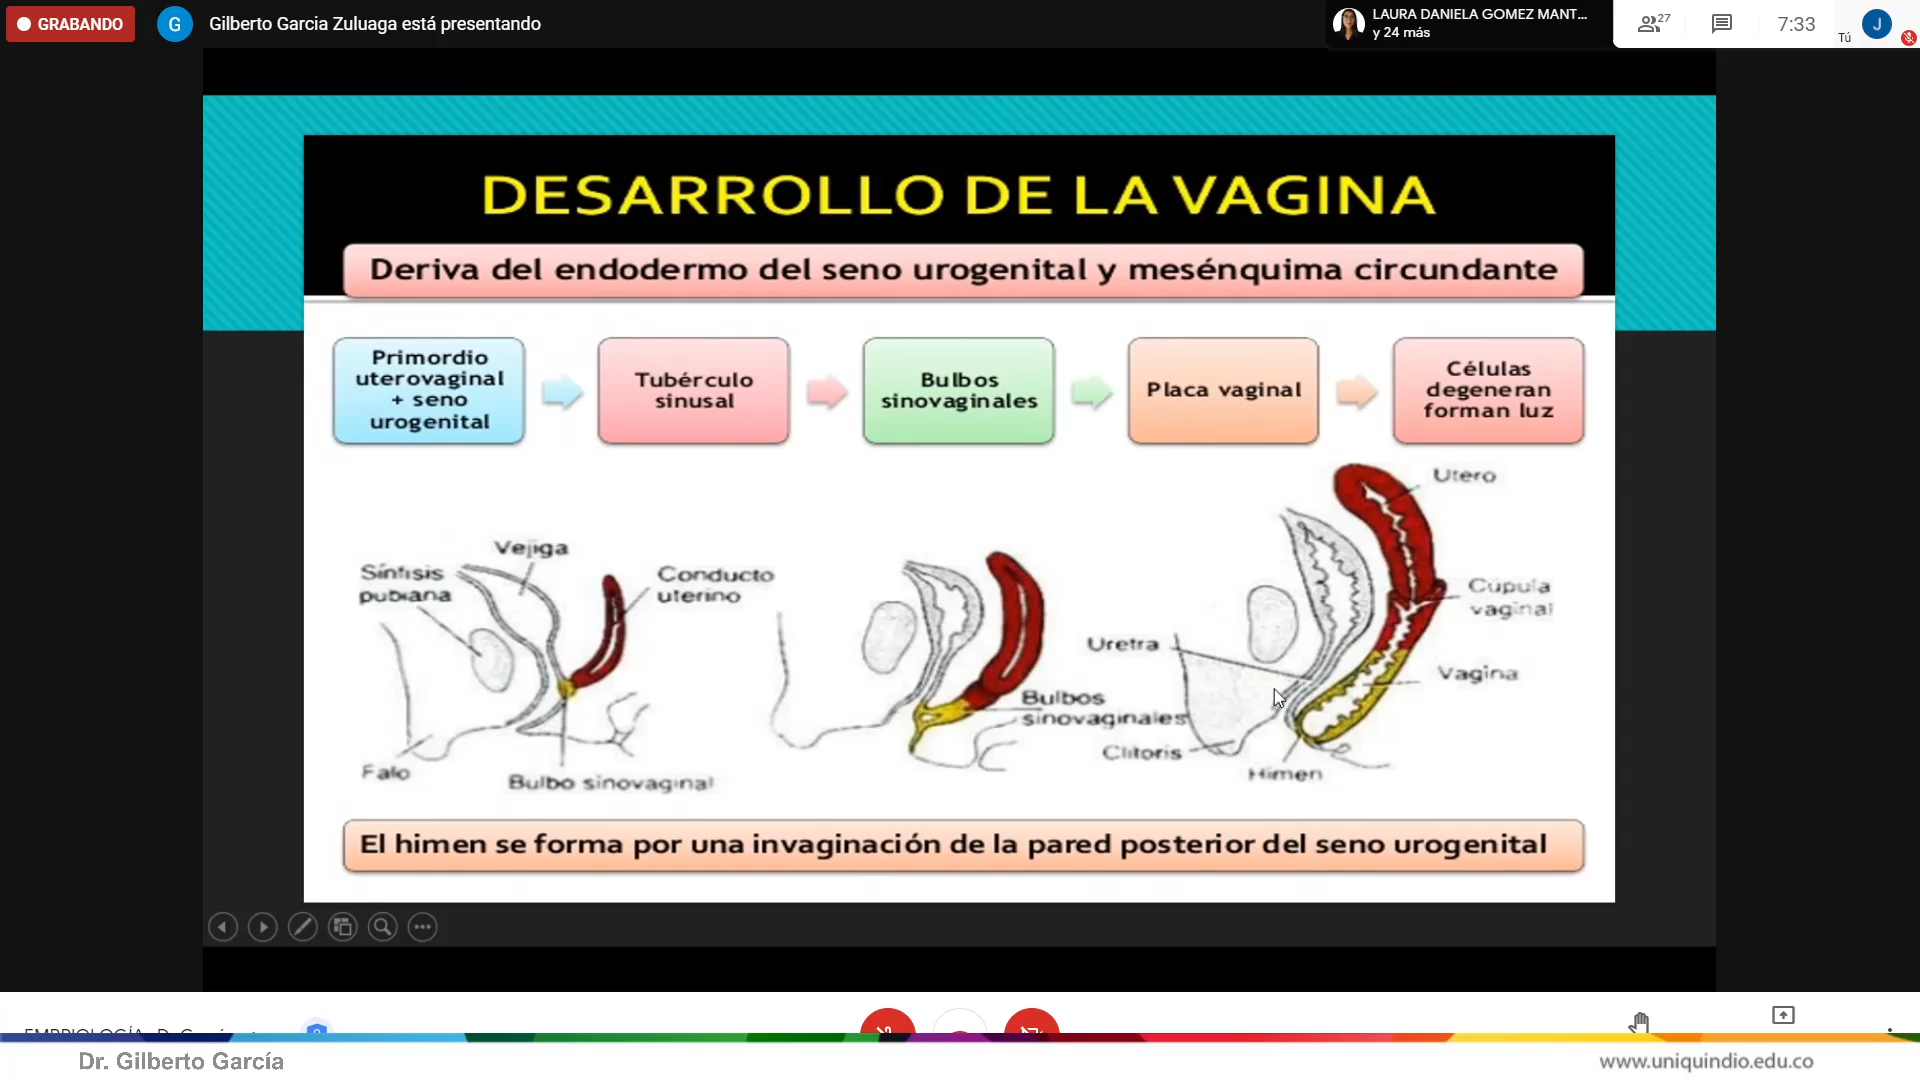 GRABANDO
G
Gilberto Garcia Zuluaga está presentando
LAURA DANIELA GOMEZ MANT...
y 24 más
27
7:33
Tú
J
DESARROLLO DE LA VAGINA
Deriva del endodermo del seno urogenital y mesénquima circundante
Primordio
uterovaginal
+ seno
urogenital
Tubérculo
sinusal
Bulbos
sinovaginales
Placa vaginal
Células
degeneran
forman luz
Vejiga
Sínfisis
pubiana
Conducto
uterino
Falo
Bulbo sinovaginal
Bulbos
sinovaginales
Utero
Cúpula
vaginal
Uretra
Vagina
Clítoris
Himen
El himen se forma por una invaginación de la pared posterior del seno urogenital
Dr. Gilberto García
www.uniquindio.edu.co